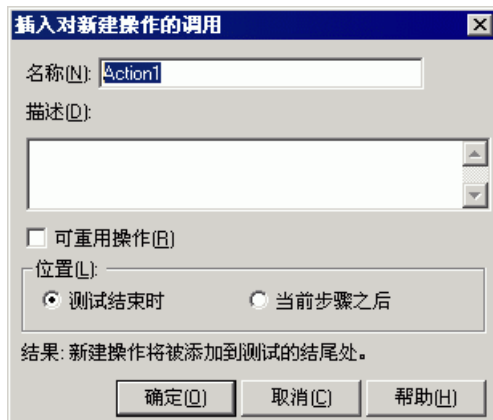 插入对新建操作的调用
名称(N): Action1
描述(D):
可重用操作(R)
位置(L):
测试结束时 当前步骤之后
结果: 新建操作将被添加到测试的结尾处。
确定(O) 取消(C) 帮助(H)